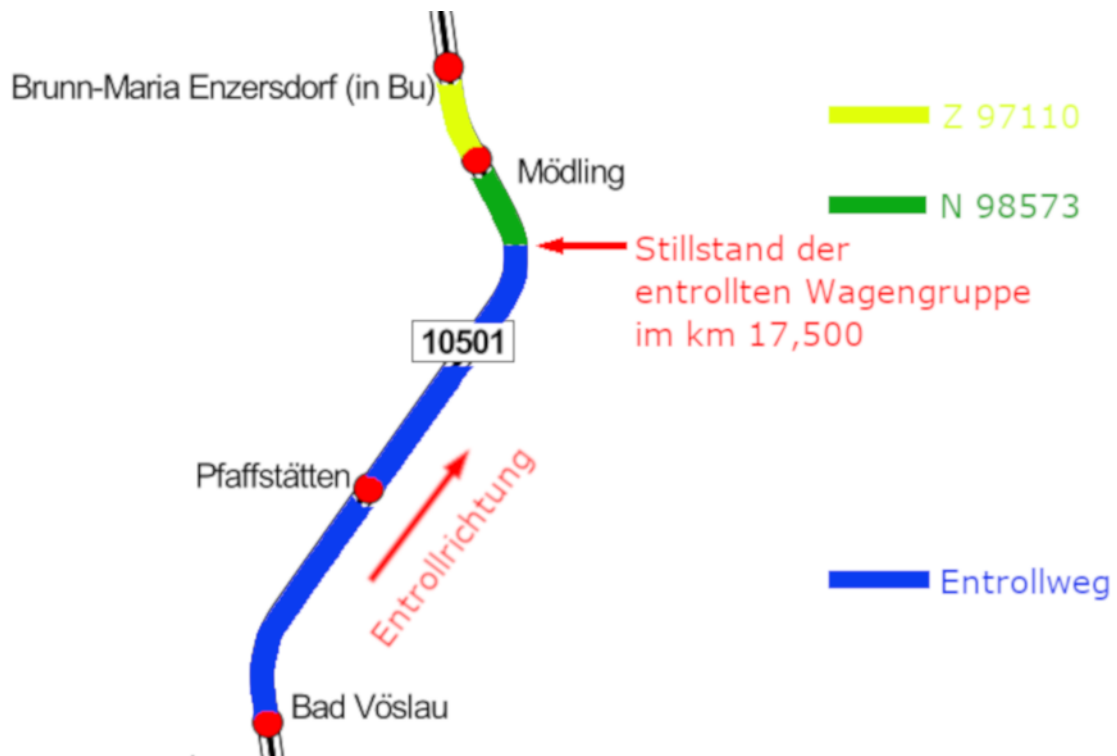 Brunn-Maria Enzersdorf (in Bu)
Z 97110
Mödling
N 98573
Stillstand der
entrollten Wagengruppe
im km 17,500
10501
Pfaffstätten
Entrollrichtung
Entrollweg
Bad Vöslau